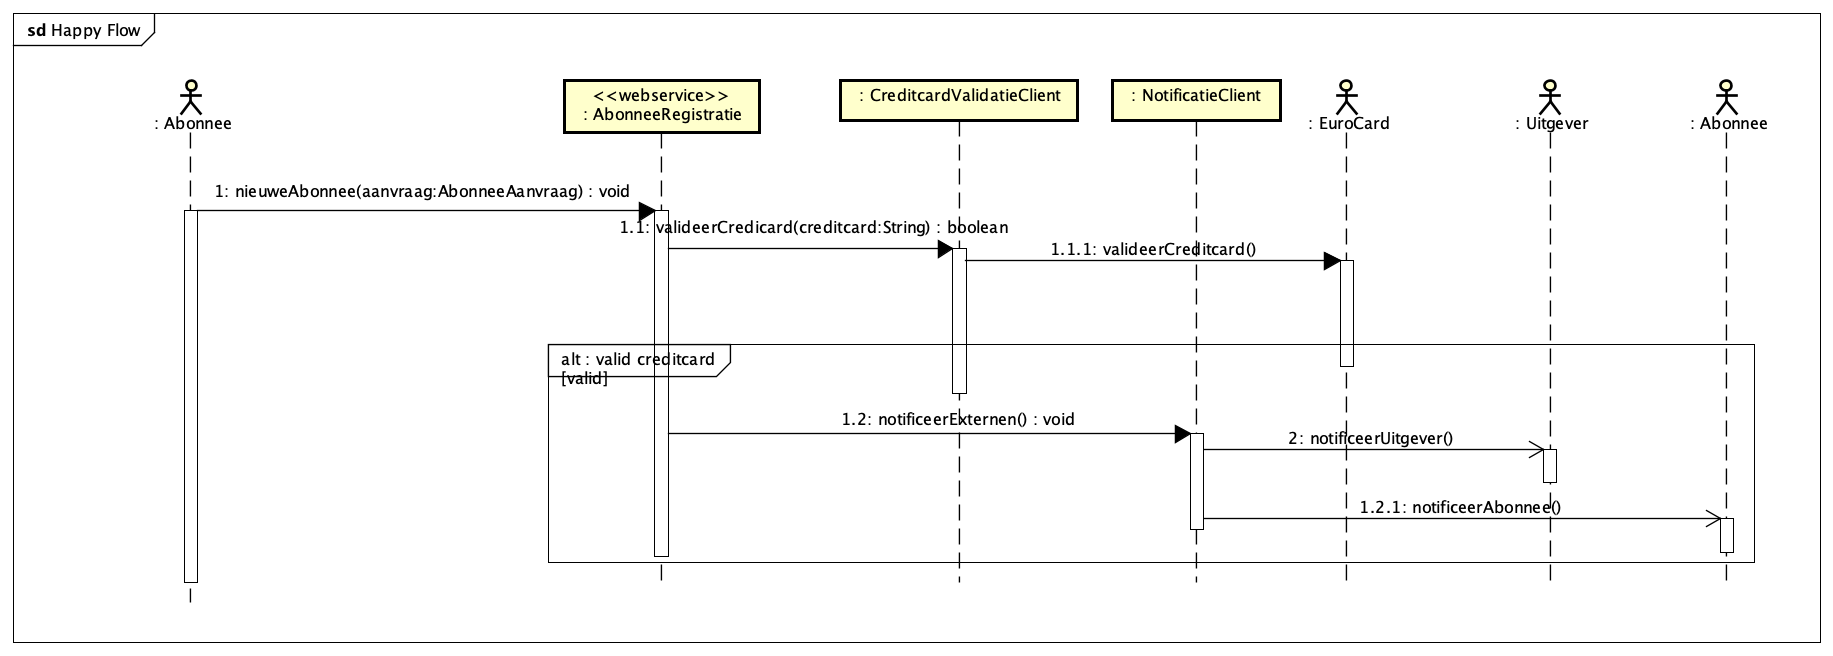 sd Happy Flow
: Abonnee
<<webservice>>
: AbonneeRegistratie
: CreditcardValidatieClient
: NotificatieClient
: EuroCard
: Uitgever
: Abonnee
1: nieuweAbonnee(aanvraag:AbonneeAanvraag) : void
1.1: valideerCredicard(creditcard:String) : boolean
1.1.1: valideerCreditcard()
alt : valid creditcard
[valid]
1.2: notificeerExternen() : void
2: notificeerUitgever()
1.2.1: notificeerAbonnee()